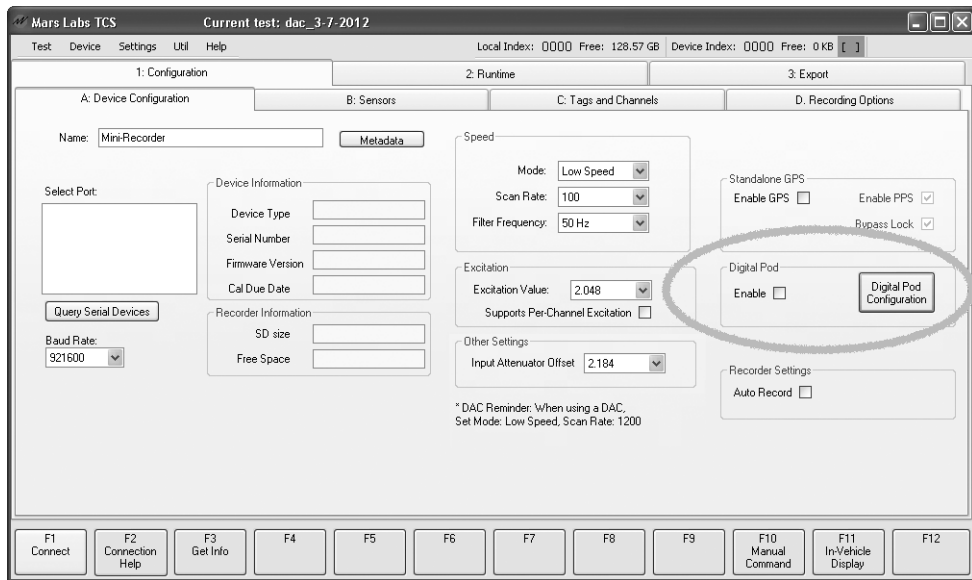 Mars Labs TCS Current test: dac_3-7-2012
Test Device Settings Util Help Local Index: 0000 Free: 128.57 GB Device Index: 0000 Free: 0 KB [ ]
1: Configuration 2: Runtime 3: Export
A: Device Configuration B: Sensors C: Tags and Channels D. Recording Options
Name: Mini-Recorder Metadata
Select Port:
Query Serial Devices
Baud Rate:
921600
Device Information
Device Type
Serial Number
Firmware Version
Cal Due Date
Recorder Information
SD size
Free Space
Speed
Mode: Low Speed
Scan Rate: 100
Filter Frequency: 50 Hz
Excitation
Excitation Value: 2.048
Supports Per-Channel Excitation
Other Settings
Input Attenuator Offset 2.184
* DAC Reminder: When using a DAC,
Set Mode: Low Speed, Scan Rate: 1200
Standalone GPS
Enable GPS Enable PPS
Bypass Lock
Digital Pod
Enable Digital Pod
Configuration
Recorder Settings
Auto Record
F1
Connect
F2
Connection
Help
F3
Get Info
F4
F5
F6
F7
F8
F9
F10
Manual
Command
F11
In-Vehicle
Display
F12